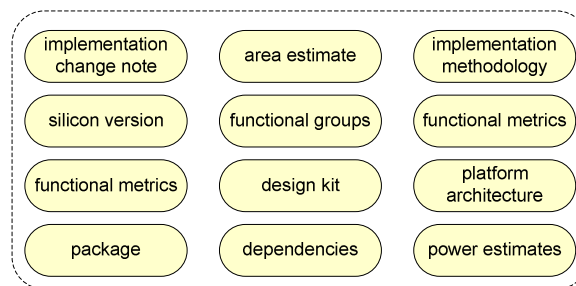 implementation
change note
area estimate
implementation
methodology
silicon version
functional groups
functional metrics
functional metrics
design kit
platform
architecture
package
dependencies
power estimates